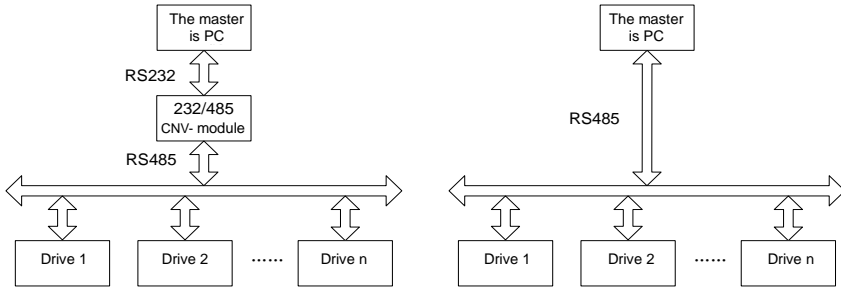 The master
is PC
RS232
232/485
CNV- module
RS485
Drive 1
Drive 2
……
Drive n
The master
is PC
RS485
Drive 1
Drive 2
……
Drive n